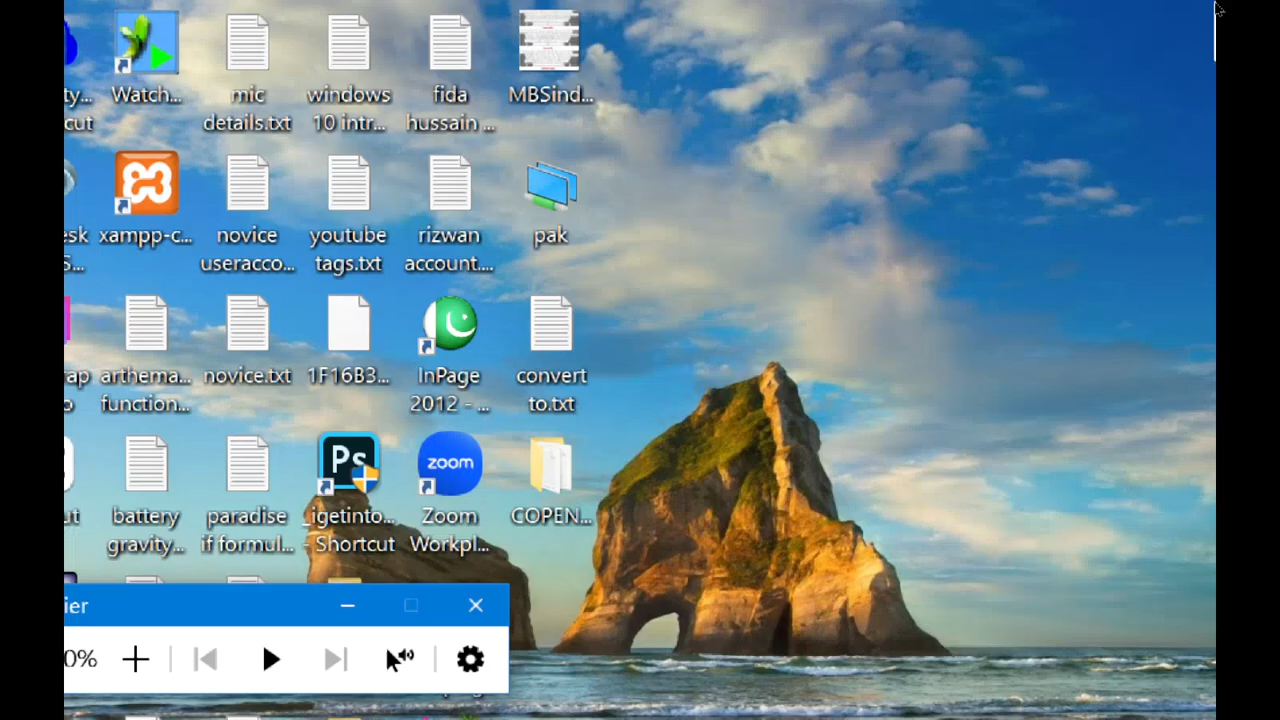 ty... Watch... mic windows fida MBSind...
cut details.txt 10 intr... hussain ...
esk xampp-c... novice youtube rizwan pak
S... useracco... tags.txt account....
ap arthema... novice.txt 1F16B3... InPage convert
o function... 2012 - ... to.txt
Ps zoom
ut battery paradise _igetinto... Zoom COPEN...
gravity... if formul... - Shortcut Workpl...
ier
0%